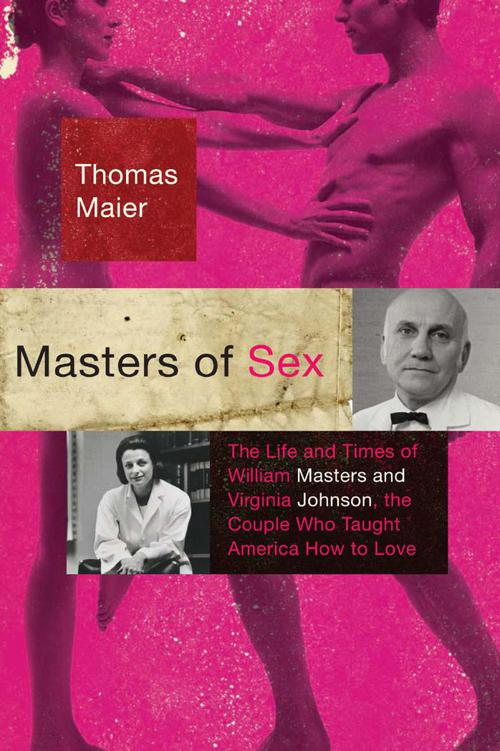 Thomas
Maier
Masters of Sex
The Life and Times of
William Masters and
Virginia Johnson, the
Couple Who Taught
America How to Love